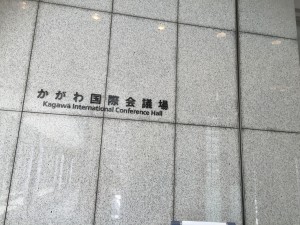 かがわ国際会議場
Kagawa International Conference Hall